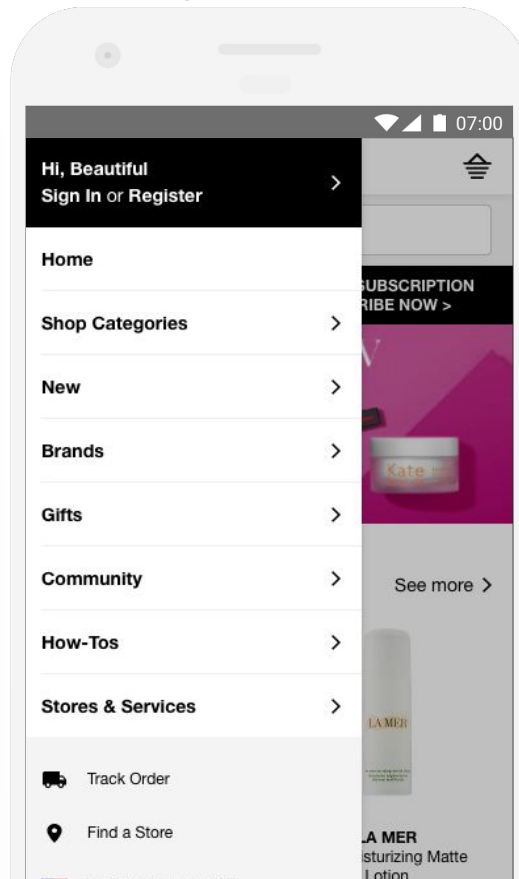 07:00
Hi, Beautiful
Sign In or Register
Home
SUBSCRIPTION
RIBE NOW >
Shop Categories
New
Brands
Kate
Gifts
Community
See more
How-Tos
Stores & Services
LA MER
Track Order
Find a Store
LA MER
isturizing Matte
Lotion